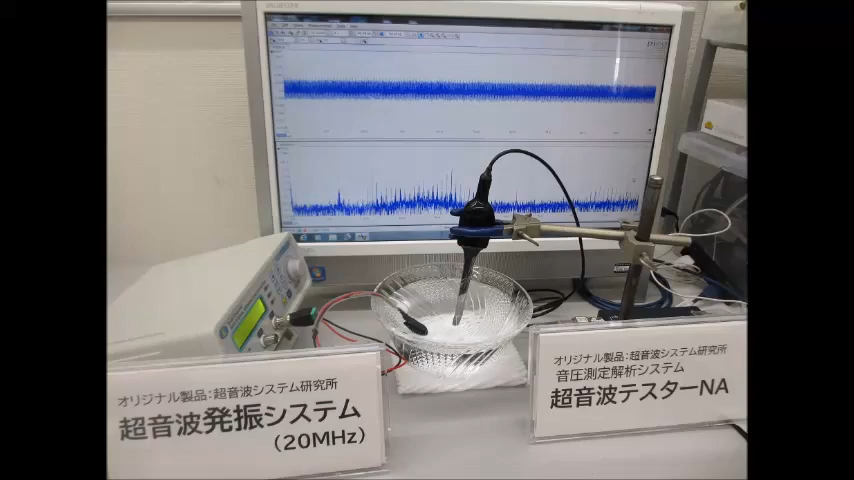 オリジナル製品：超音波システム研究所
超音波発振システム
（20MHz）
オリジナル製品：超音波システム研究所
音圧測定解析システム
超音波テスターNA